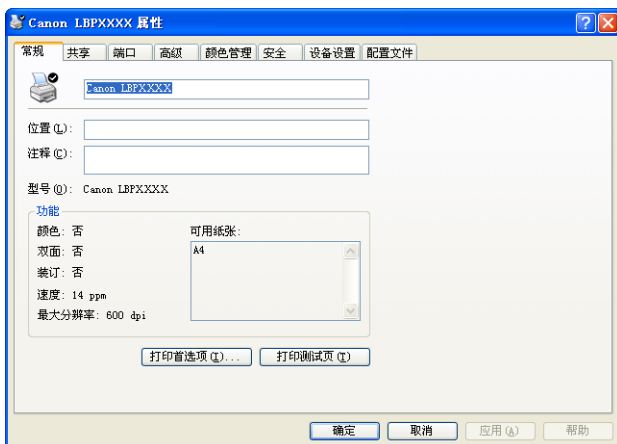 Canon LBPXXXX 属性
常规 共享 端口 高级 颜色管理 安全 设备设置 配置文件
Canon LBPXXXX
位置(L):
注释(C):
型号(O): Canon LBPXXXX
功能
颜色: 否 可用纸张:
双面: 否 A4
装订: 否
速度: 14 ppm
最大分辨率: 600 dpi
打印首选项(I)... 打印测试页(T)
确定 取消 应用(A) 帮助